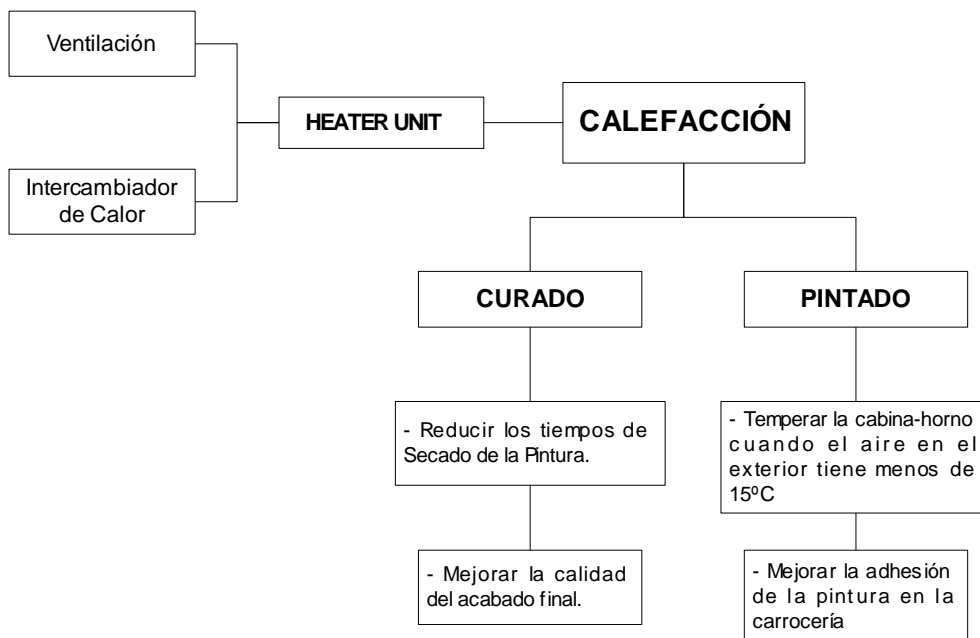 Ventilación
HEATER UNIT
CALEFACCIÓN
Intercambiador
de Calor
CURADO
PINTADO
- Reducir los tiempos de
Secado de la Pintura.
- Temperar la cabina-horno
cuando el aire en el
exterior tiene menos de
15ºC
- Mejorar la calidad
del acabado final.
- Mejorar la adhesión
de la pintura en la
carrocería